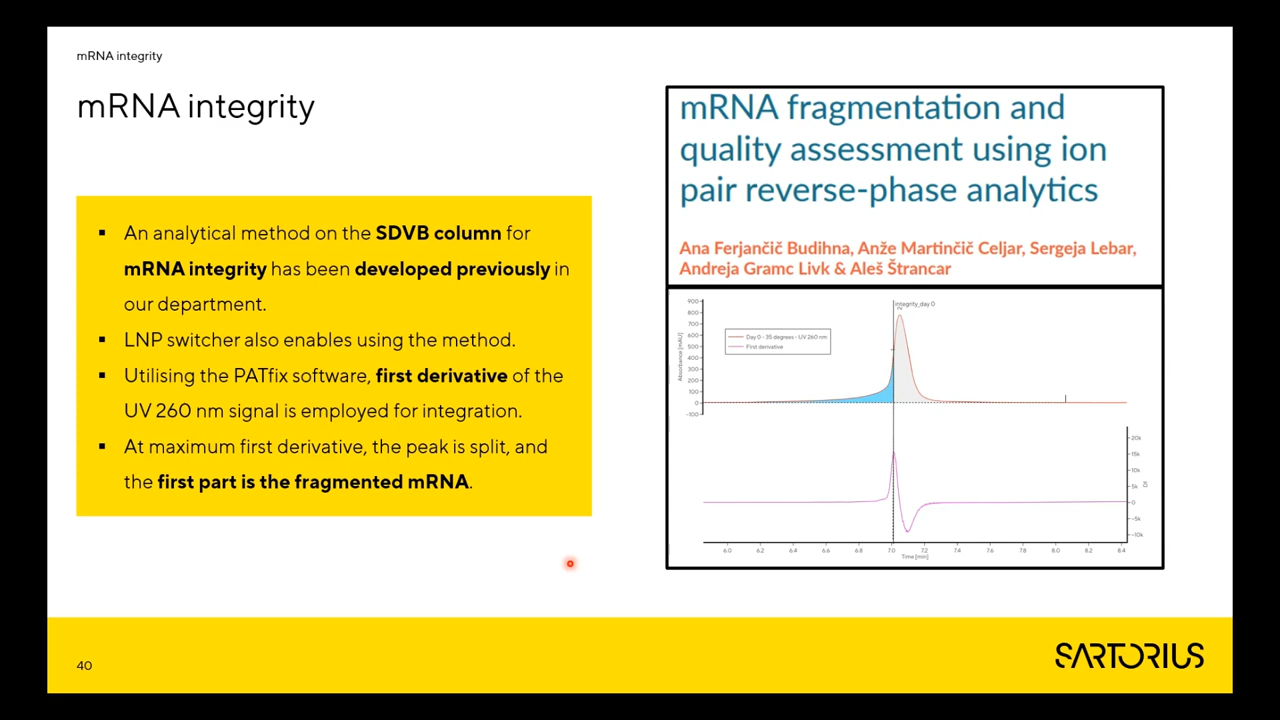 mRNA integrity
mRNA integrity
An analytical method on the SDVB column for
mRNA integrity has been developed previously in
our department.
LNP switcher also enables using the method.
Utilising the PATfix software, first derivative of the
UV 260 nm signal is employed for integration.
At maximum first derivative, the peak is split, and
the first part is the fragmented mRNA.
mRNA fragmentation and
quality assessment using ion
pair reverse-phase analytics
Ana Ferjančič Budihna, Anže Martinčič Celjar, Sergeja Lebar,
Andreja Gramc Livk & Aleš Štrancar
integrity_day 0
Day 0 - 35 degrees - UV 260 nm
First derivative
Absorbance [mAU]
900
800
700
600
500
400
300
200
100
0
-100
20k
15k
10k
5k
0
-5k
-10k
6.0 6.2 6.4 6.6 6.8 7.0 7.2 7.4 7.6 7.8 8.0 8.2 8.4
Time [min]
40
SARTORIUS